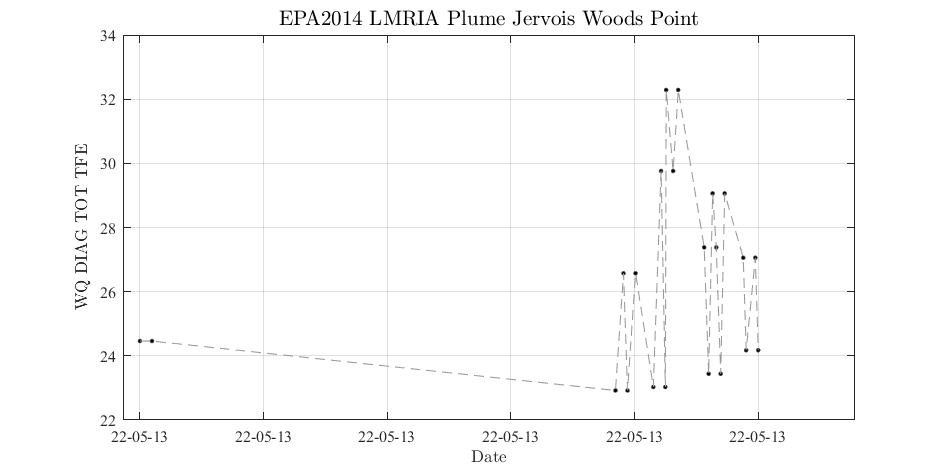 EPA2014 LMRIA Plume Jervois Woods Point
34
32
30
28
26
24
22
WQ DIAG TOT TFE
22-05-13 22-05-13 22-05-13 22-05-13 22-05-13 22-05-13
Date